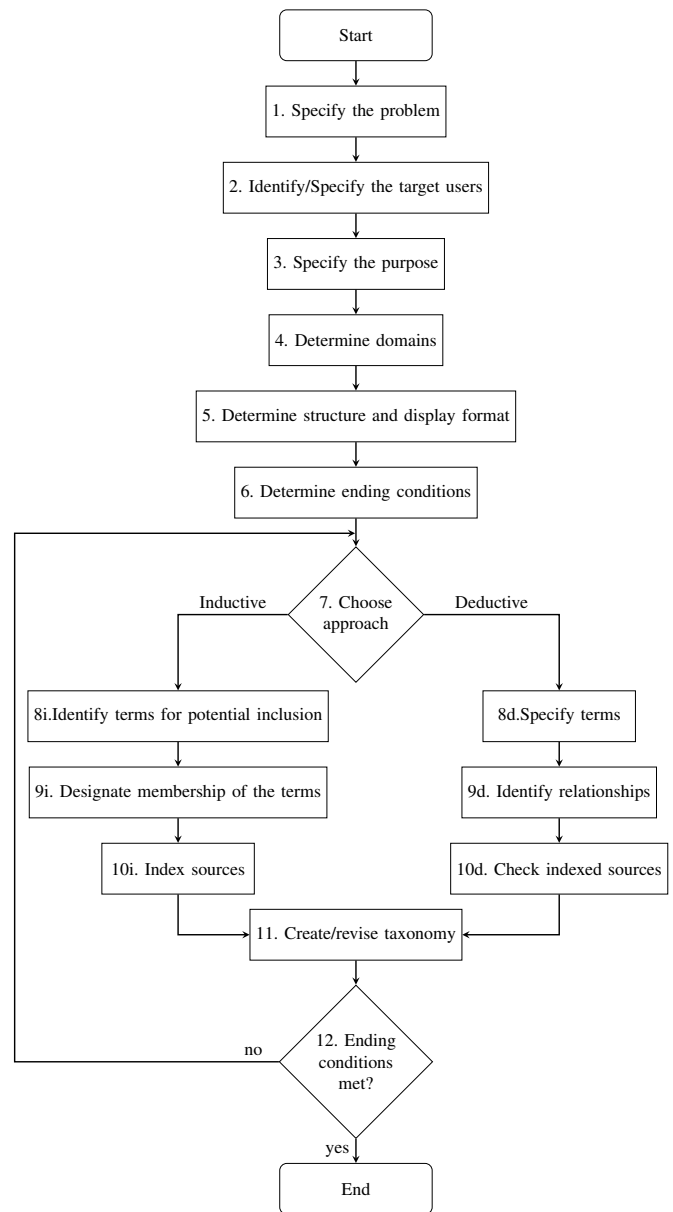 Start
1. Specify the problem
2. Identify/Specify the target users
3. Specify the purpose
4. Determine domains
5. Determine structure and display format
6. Determine ending conditions
7. Choose
approach
Inductive
Deductive
8i.Identify terms for potential inclusion
8d.Specify terms
9i. Designate membership of the terms
9d. Identify relationships
10i. Index sources
10d. Check indexed sources
11. Create/revise taxonomy
12. Ending
conditions
met?
no
yes
End